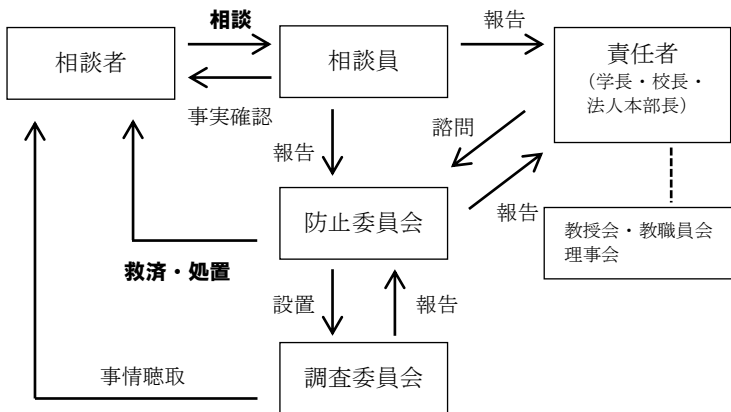 相談
報告
相談者
相談員
責任者
（学長・校長・
法人本部長）
事実確認
諮問
報告
防止委員会
報告
教授会・教職員会
理事会
救済・処置
設置
報告
事情聴取
調査委員会